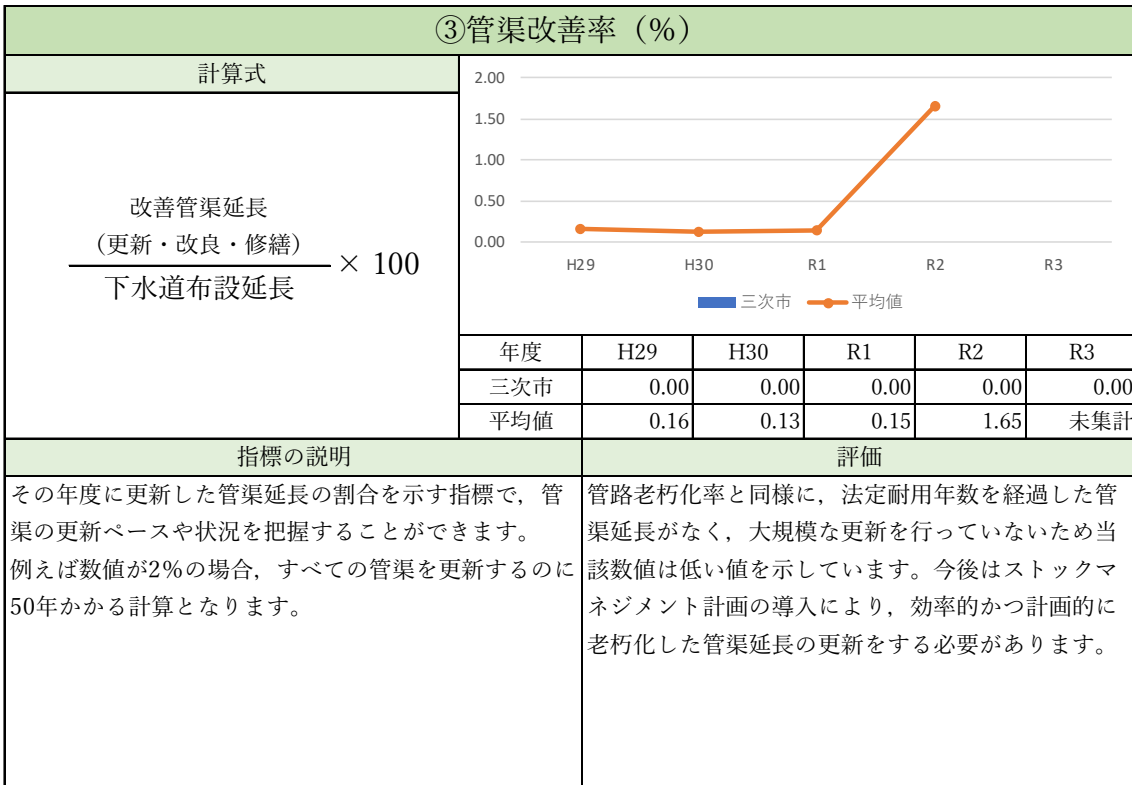 ③管渠改善率（%）
計算式
改善管渠延長
（更新・改良・修繕）
下水道布設延長
× 100
2.00
1.50
1.00
0.50
0.00
H29 H30 R1 R2 R3
三次市 平均値
年度 H29 H30 R1 R2 R3
三次市 0.00 0.00 0.00 0.00 0.00
平均値 0.16 0.13 0.15 1.65 未集計
指標の説明
その年度に更新した管渠延長の割合を示す指標で，管
渠の更新ペースや状況を把握することができます。
例えば数値が2%の場合，すべての管渠を更新するのに
50年かかる計算となります。
評価
管路老朽化率と同様に，法定耐用年数を経過した管
渠延長がなく，大規模な更新を行っていないため当
該数値は低い値を示しています。今後はストックマ
ネジメント計画の導入により，効率的かつ計画的に
老朽化した管渠延長の更新をする必要があります。